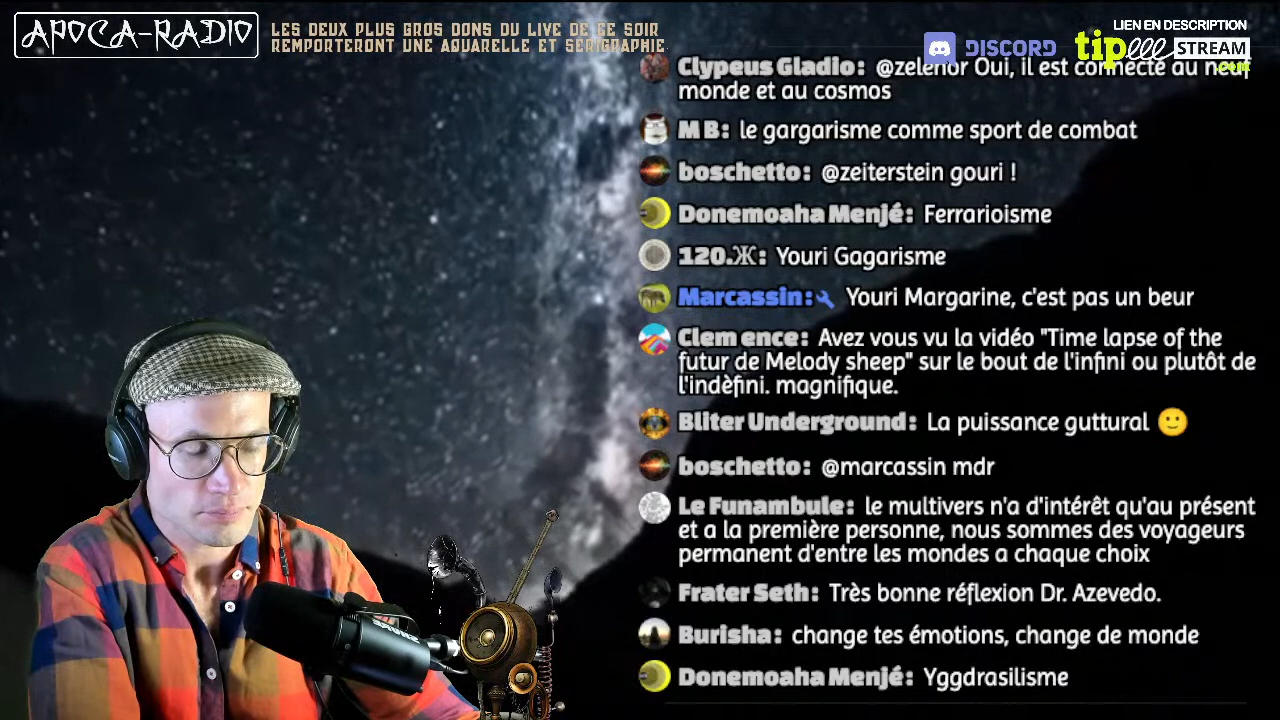 APOCA-RADIO
LES DEUX PLUS GROS DONS DU LIVE DE CE SOIR
REMPORTERONT UNE AQUARELLE ET SERIGRAPHIE
LIEN EN DESCRIPTION
DISCORD
tipeee STREAM
.com
Clypeus Gladio: @zelenor Oui, il est connecté au neuf
monde et au cosmos
M B: le gargarisme comme sport de combat
boschetto: @zeiterstein gouri !
Donemoaha Menjé: Ferrarioisme
120.Ж: Youri Gagarisme
Marcassin: Youri Margarine, c'est pas un beur
Clem ence: Avez vous vu la vidéo "Time lapse of the
futur de Melody sheep" sur le bout de l'infini ou plutôt de
l'indèfini. magnifique.
Bliter Underground: La puissance guttural 🙂
boschetto: @marcassin mdr
Le Funambule: le multivers n'a d'intérêt qu'au présent
et a la première personne, nous sommes des voyageurs
permanent d'entre les mondes a chaque choix
Frater Seth: Très bonne réflexion Dr. Azevedo.
Burisha: change tes émotions, change de monde
Donemoaha Menjé: Yggdrasilisme